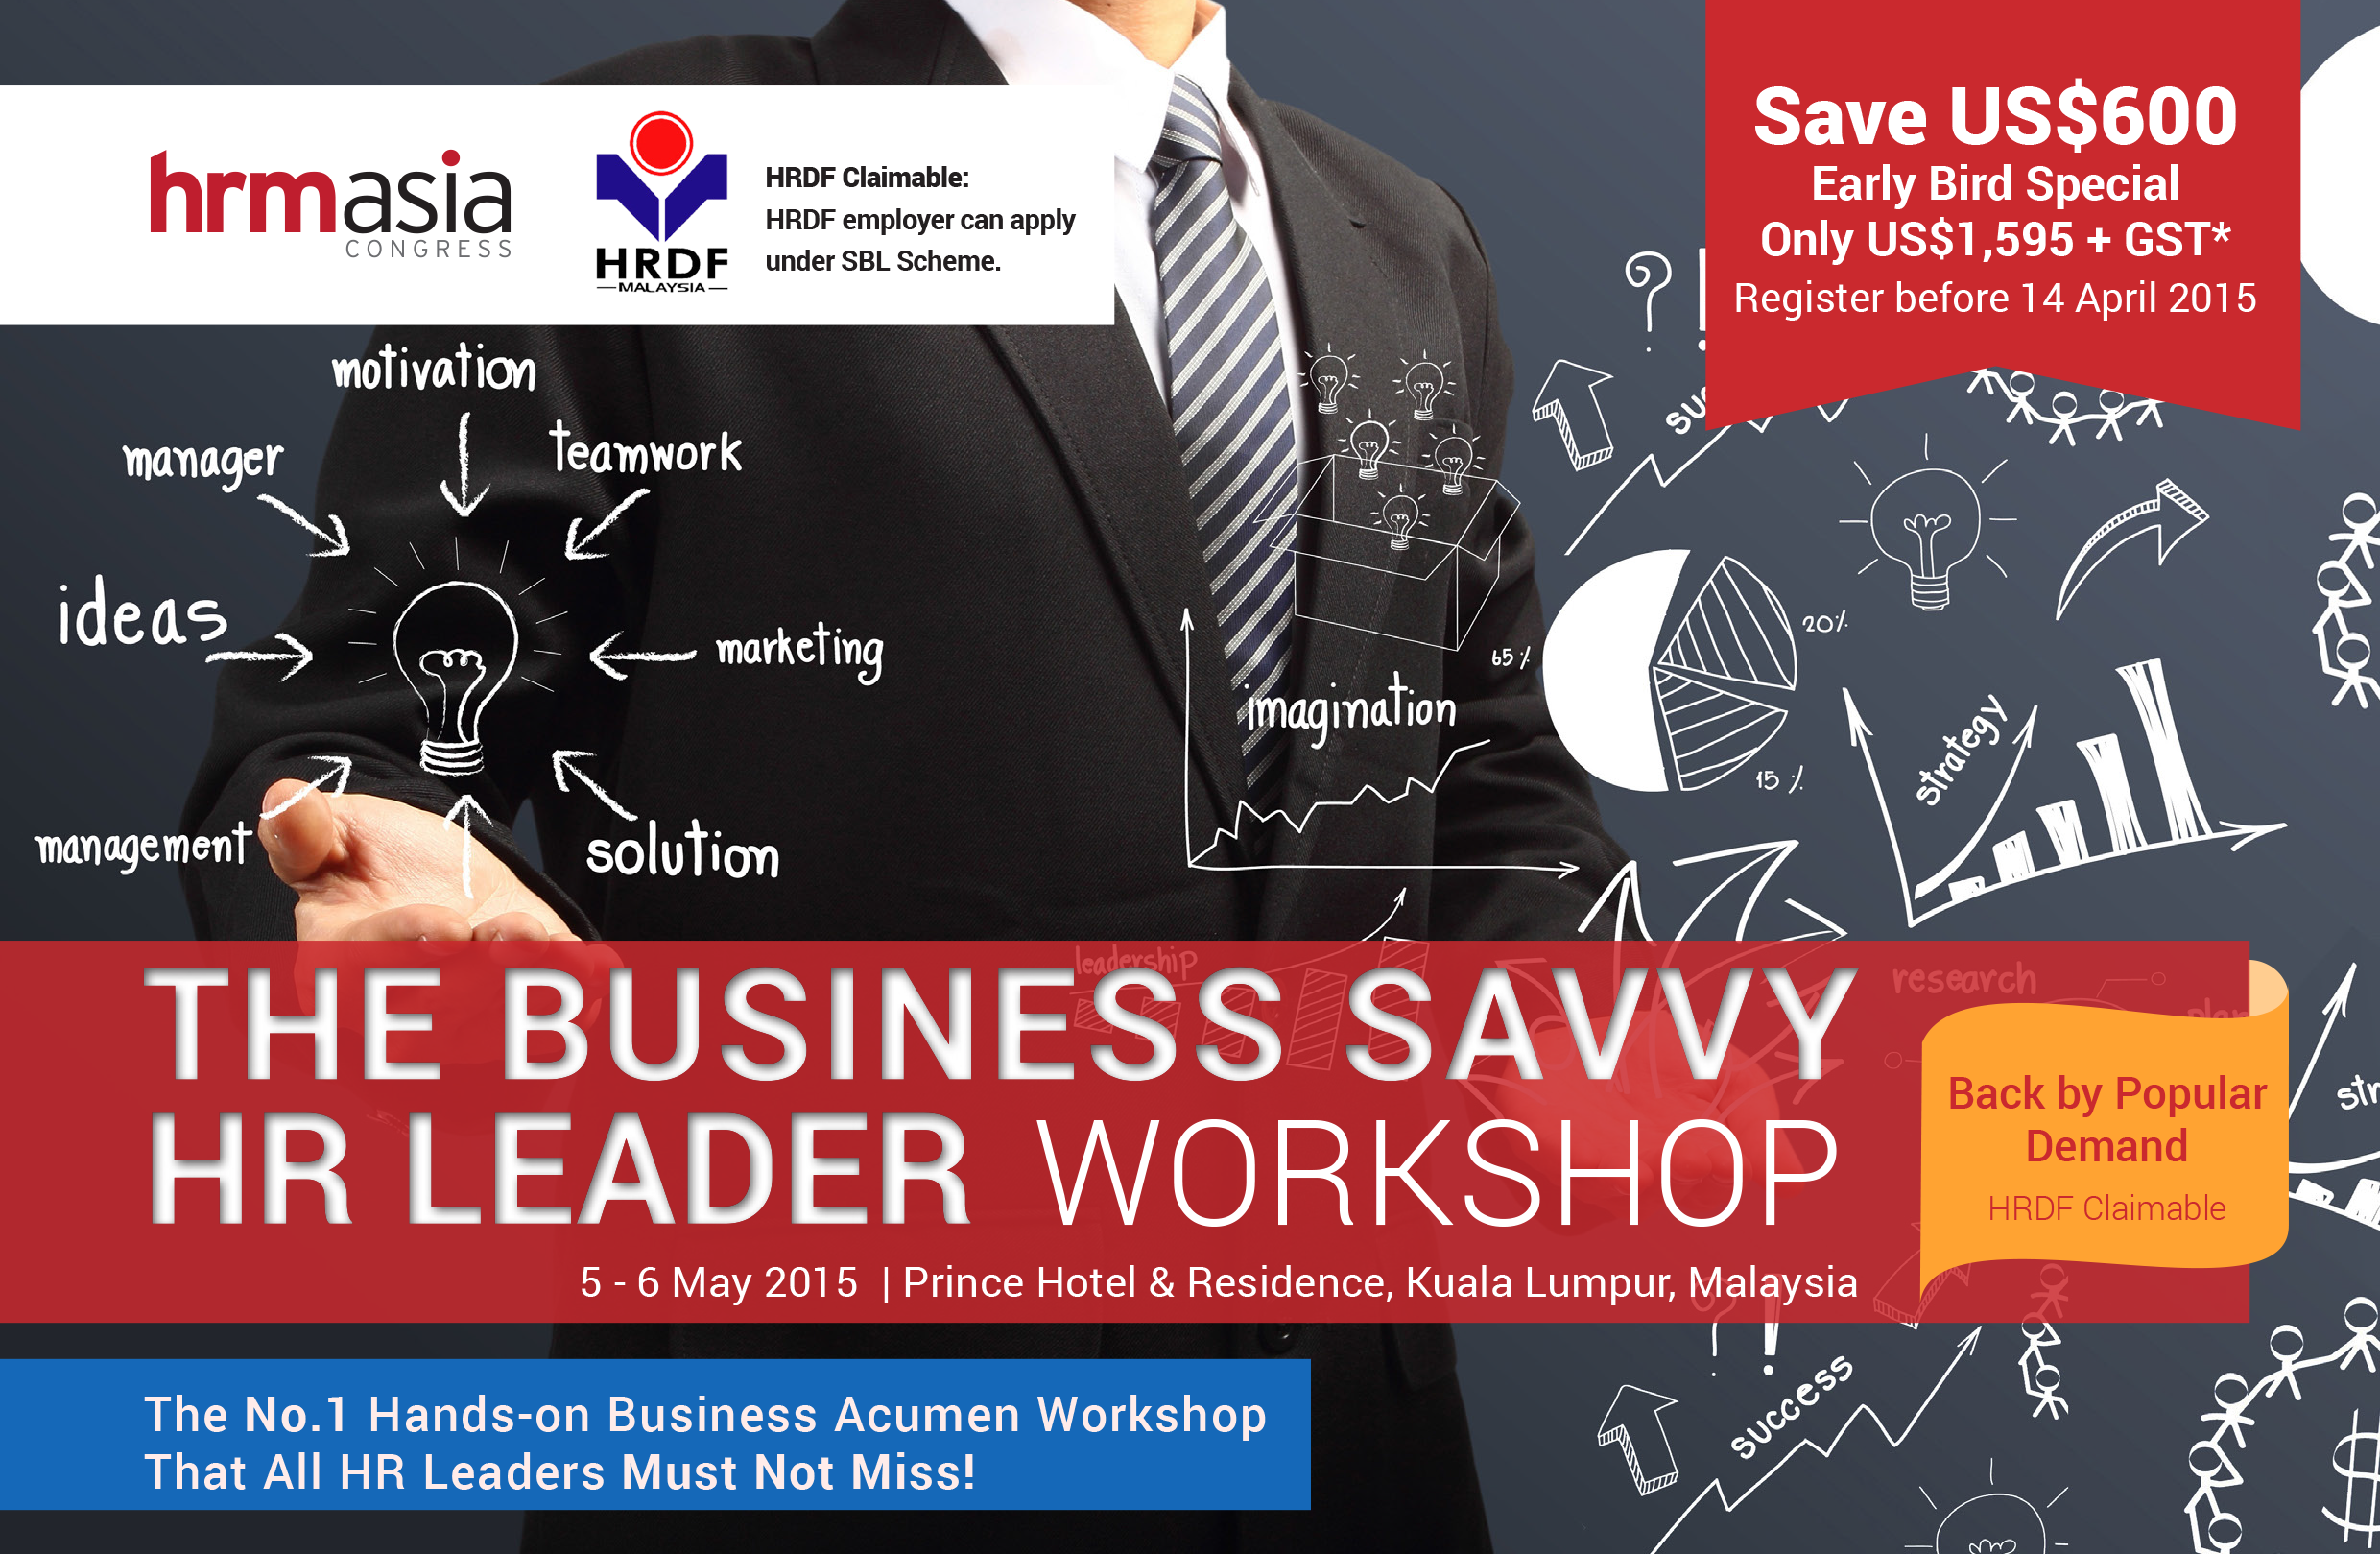 hrmasia
CONGRESS
HRDF
MALAYSIA
HRDF Claimable:
HRDF employer can apply
under SBL Scheme.
Save US$600
Early Bird Special
Only US$1,595 + GST*
Register before 14 April 2015
motivation
manager
teamwork
ideas
marketing
management
solution
imagination
? !
suc
65%
20%
15%
strategy
leadership
research
plan
THE BUSINESS SAVVY
HR LEADER WORKSHOP
5 - 6 May 2015 | Prince Hotel & Residence, Kuala Lumpur, Malaysia
Back by Popular
Demand
HRDF Claimable
str
The No.1 Hands-on Business Acumen Workshop
That All HR Leaders Must Not Miss!
? !
success
$